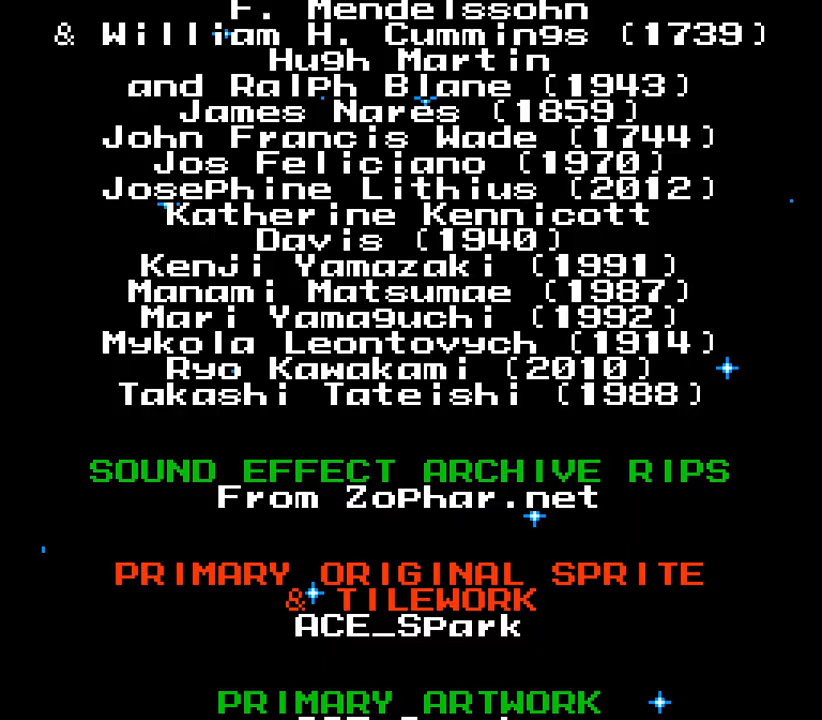 F. Mendelssohn
& William H. Cummings (1739)
Hugh Martin
and Ralph Blane (1943)
James Nares (1859)
John Francis Wade (1744)
Jos Feliciano (1970)
Josephine Lithius (2012)
Katherine Kennicott
Davis (1940)
Kenji Yamazaki (1991)
Manami Matsumae (1987)
Mari Yamaguchi (1992)
Mykola Leontovych (1914)
Ryo Kawakami (2010)
Takashi Tateishi (1988)
SOUND EFFECT ARCHIVE RIPS
From Zophar.net
PRIMARY ORIGINAL SPRITE
& TILEWORK
ACE_Spark
PRIMARY ARTWORK